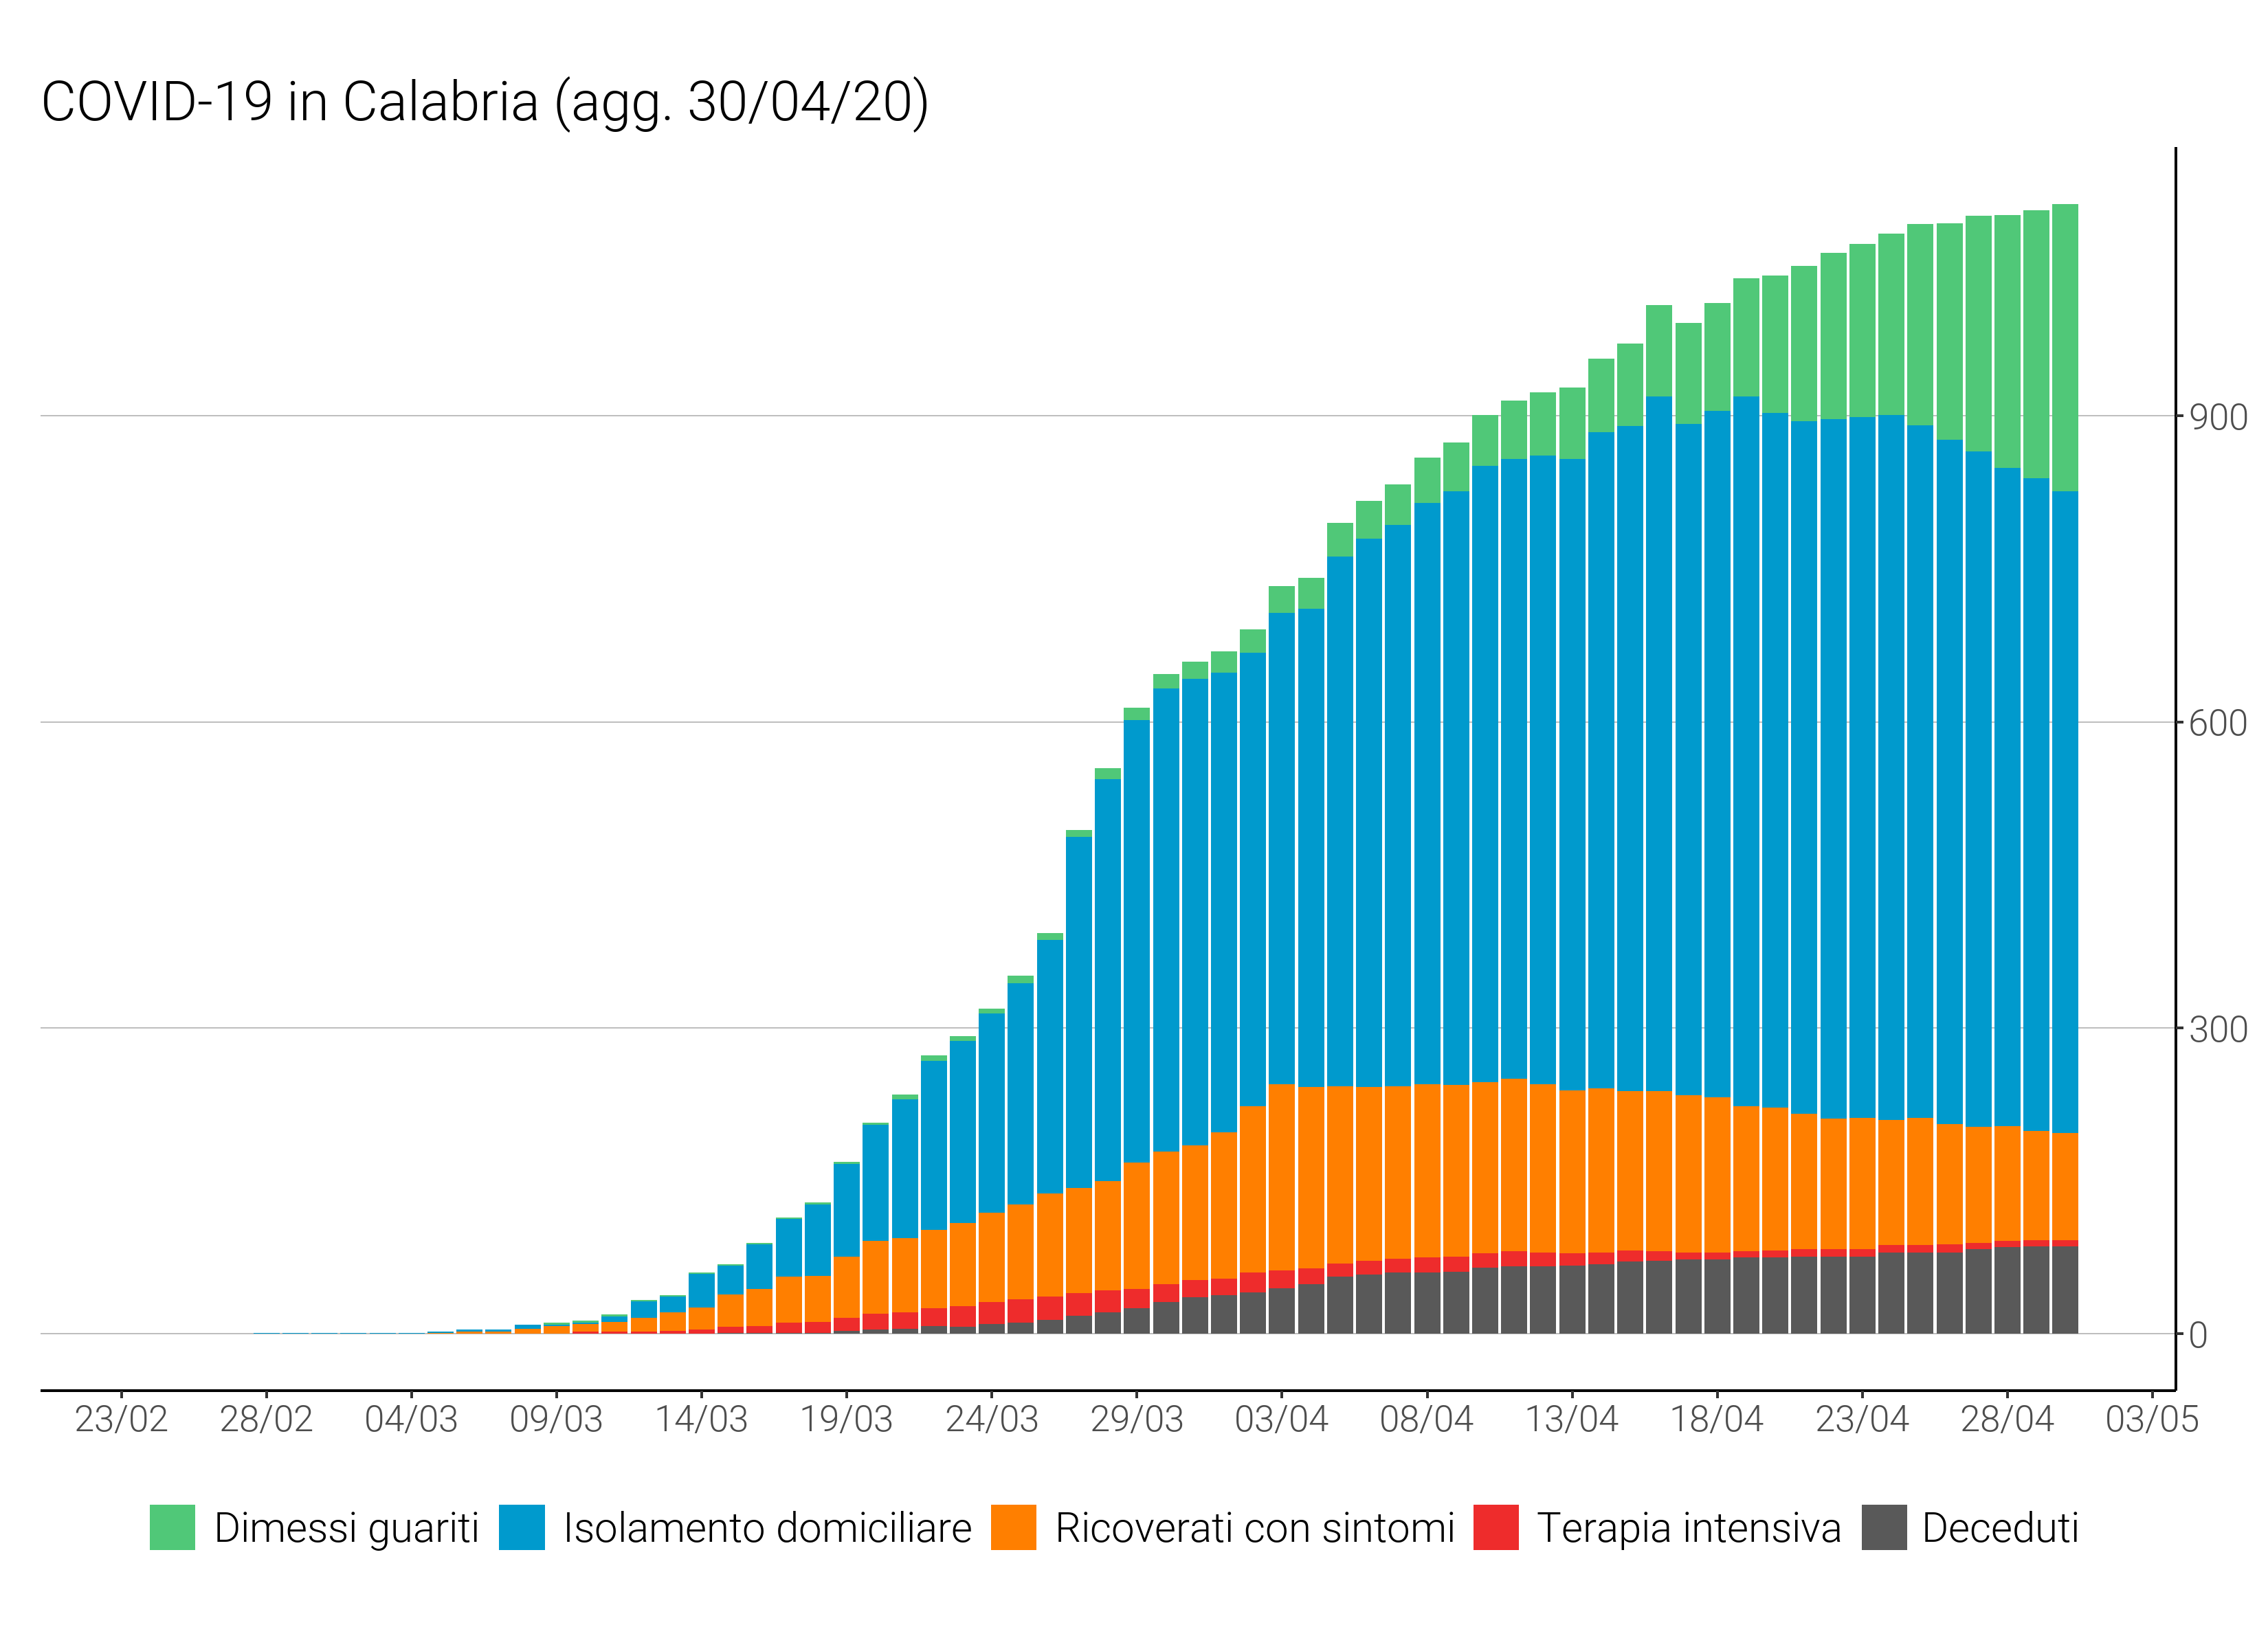 COVID-19 in Calabria (agg. 30/04/20)
900
600
300
0
23/02 28/02 04/03 09/03 14/03 19/03 24/03 29/03 03/04 08/04 13/04 18/04 23/04 28/04 03/05
Dimessi guariti Isolamento domiciliare Ricoverati con sintomi Terapia intensiva Deceduti